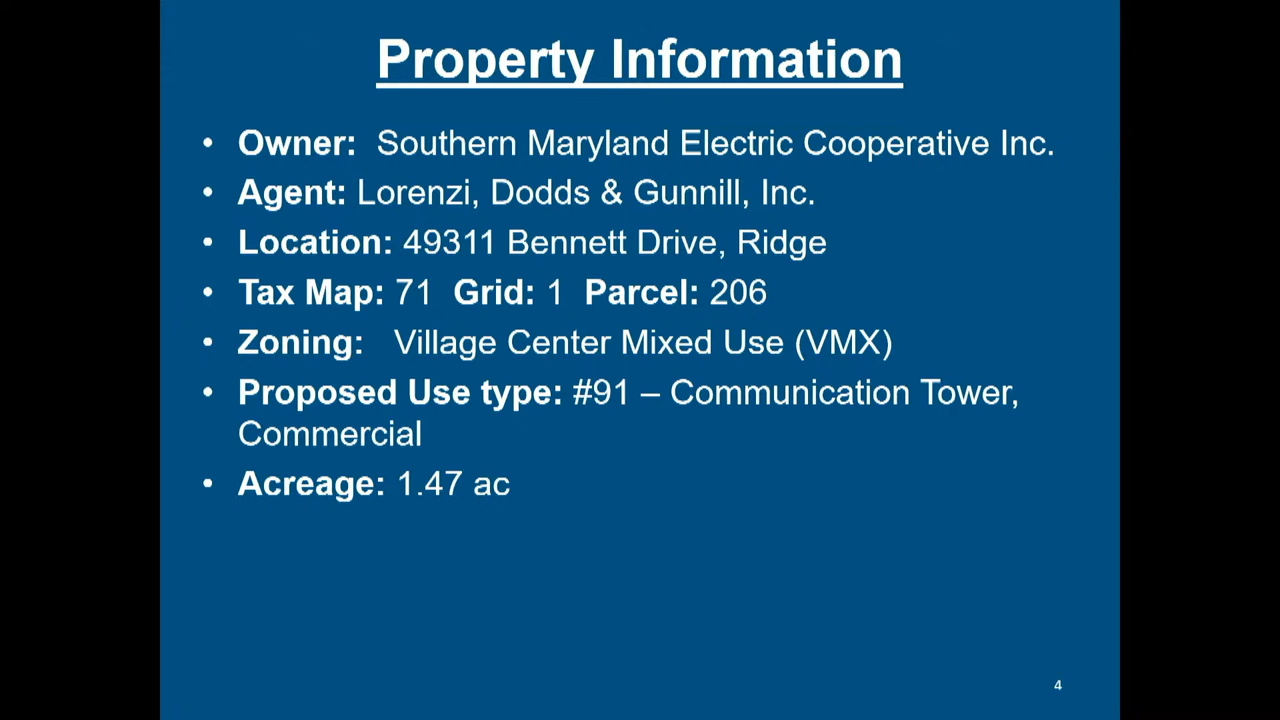 Property Information
• Owner: Southern Maryland Electric Cooperative Inc.
• Agent: Lorenzi, Dodds & Gunnill, Inc.
• Location: 49311 Bennett Drive, Ridge
• Tax Map: 71 Grid: 1 Parcel: 206
• Zoning: Village Center Mixed Use (VMX)
• Proposed Use type: #91 – Communication Tower,
Commercial
• Acreage: 1.47 ac
4